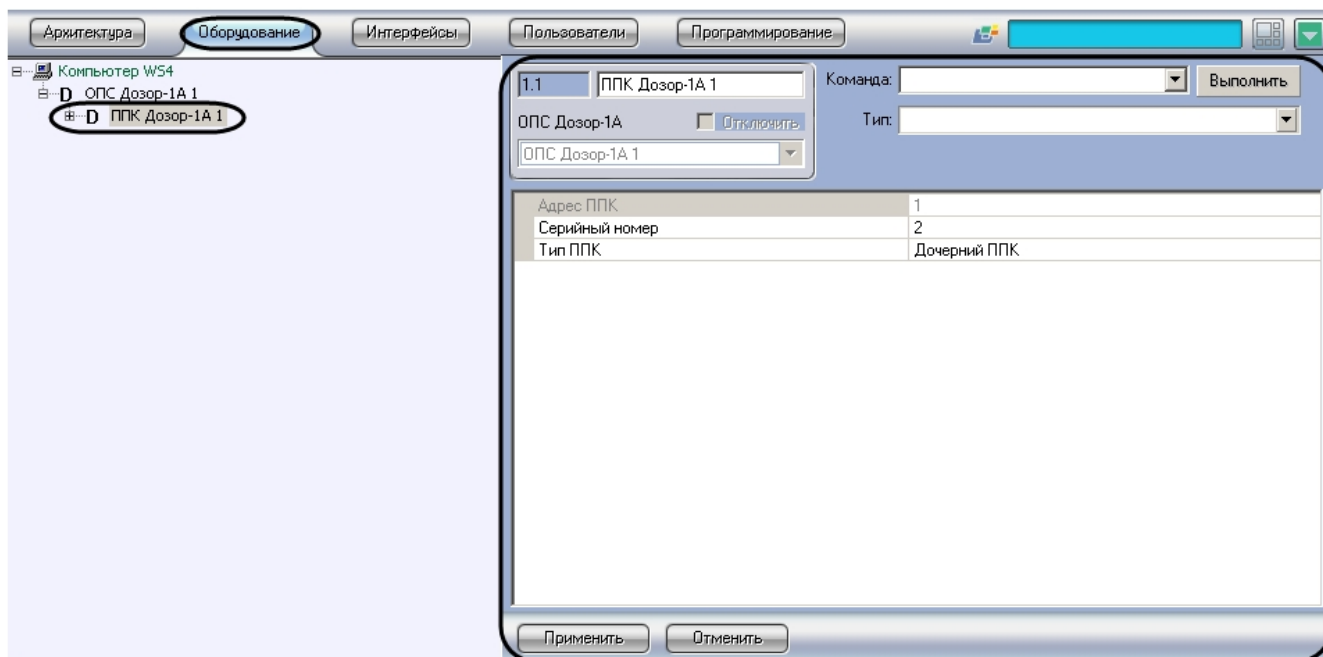 Архитектура Оборудование Интерфейсы Пользователи Программирование
Компьютер WS4
D ОПС Дозор-1А 1
D ППК Дозор-1А 1
1.1 ППК Дозор-1А 1 Команда: Выполнить
ОПС Дозор-1А Отключить Тип:
ОПС Дозор-1А 1
Адрес ППК 1
Серийный номер 2
Тип ППК Дочерний ППК
Применить Отменить